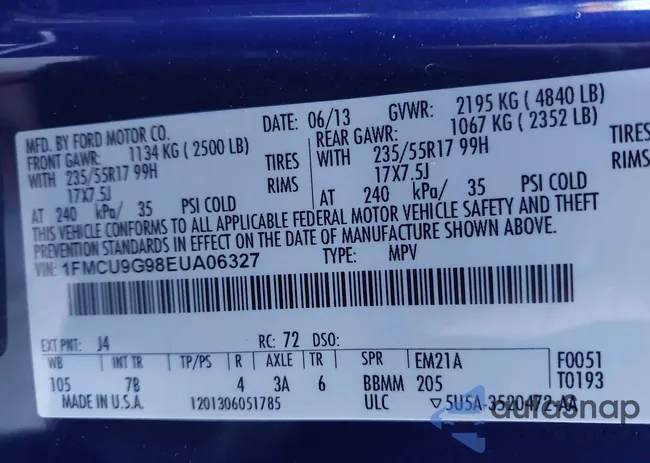 MFD. BY FORD MOTOR CO.
DATE: 06/13 GVWR: 2195 KG ( 4840 LB)
FRONT GAWR: 1134 KG ( 2500 LB) REAR GAWR: 1067 KG ( 2352 LB)
WITH 235/55R17 99H TIRES WITH 235/55R17 99H TIRES
17X7.5J RIMS 17X7.5J RIMS
AT 240 kPa/ 35 PSI COLD AT 240 kPa/ 35 PSI COLD
THIS VEHICLE CONFORMS TO ALL APPLICABLE FEDERAL MOTOR VEHICLE SAFETY AND THEFT
PREVENTION STANDARDS IN EFFECT ON THE DATE OF MANUFACTURE SHOWN ABOVE.
VIN: 1FMCU9G98EUA06327 TYPE: MPV
EXT PNT: J4 RC: 72 DSO:
WB INT TR TP/PS R AXLE TR SPR EM21A F0051
105 7B 4 3A 6 BBMM 205 T0193
MADE IN U.S.A. 1201306051785 ULC ▽ 5U5A-3520472-AA
autosnap